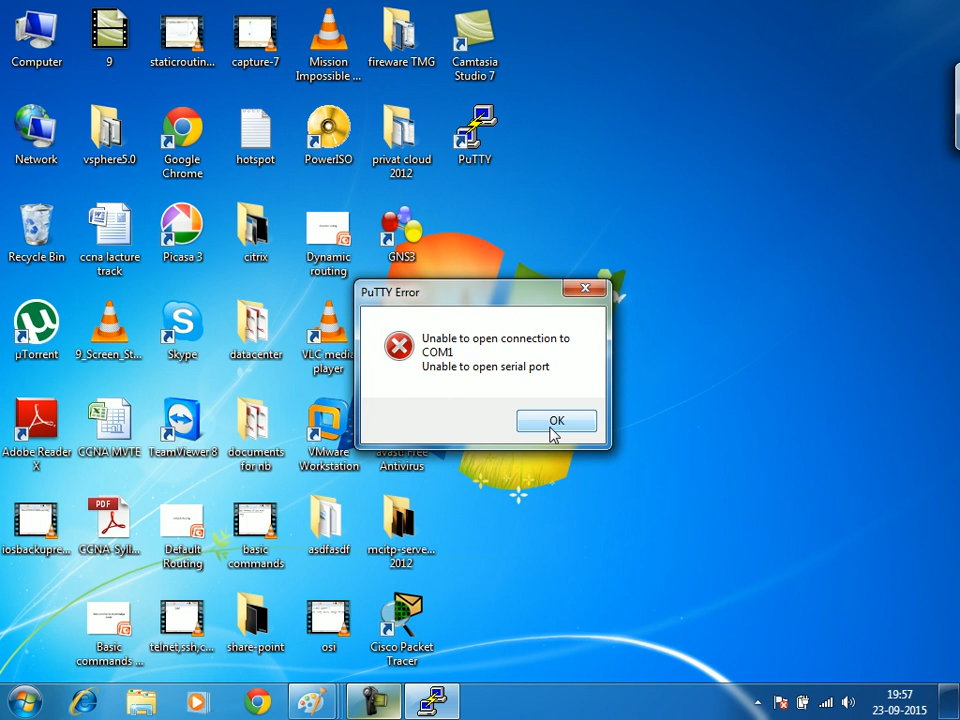 Computer
9
staticroutin...
capture-7
Mission
Impossible ...
fireware TMG
Camtasia
Studio 7
Network
vsphere5.0
Google
Chrome
hotspot
PowerISO
privat cloud
2012
PuTTY
Recycle Bin
ccna lacture
track
Picasa 3
citrix
Dynamic
routing
GNS3
PuTTY Error
Unable to open connection to
COM1
Unable to open serial port
OK
µTorrent
9_Screen_St...
Skype
datacenter
VLC media
player
Adobe Reader
X
CCNA MVTE
TeamViewer 8
documents
for nb
VMware
Workstation
avast! Free
Antivirus
iosbackupre...
PDF
CCNA-Syll...
Default
Routing
basic
commands
asdfasdf
mcitp-serve...
2012
Basic
commands ...
telnet,ssh,c...
share-point
osi
Cisco Packet
Tracer
19:57
23-09-2015